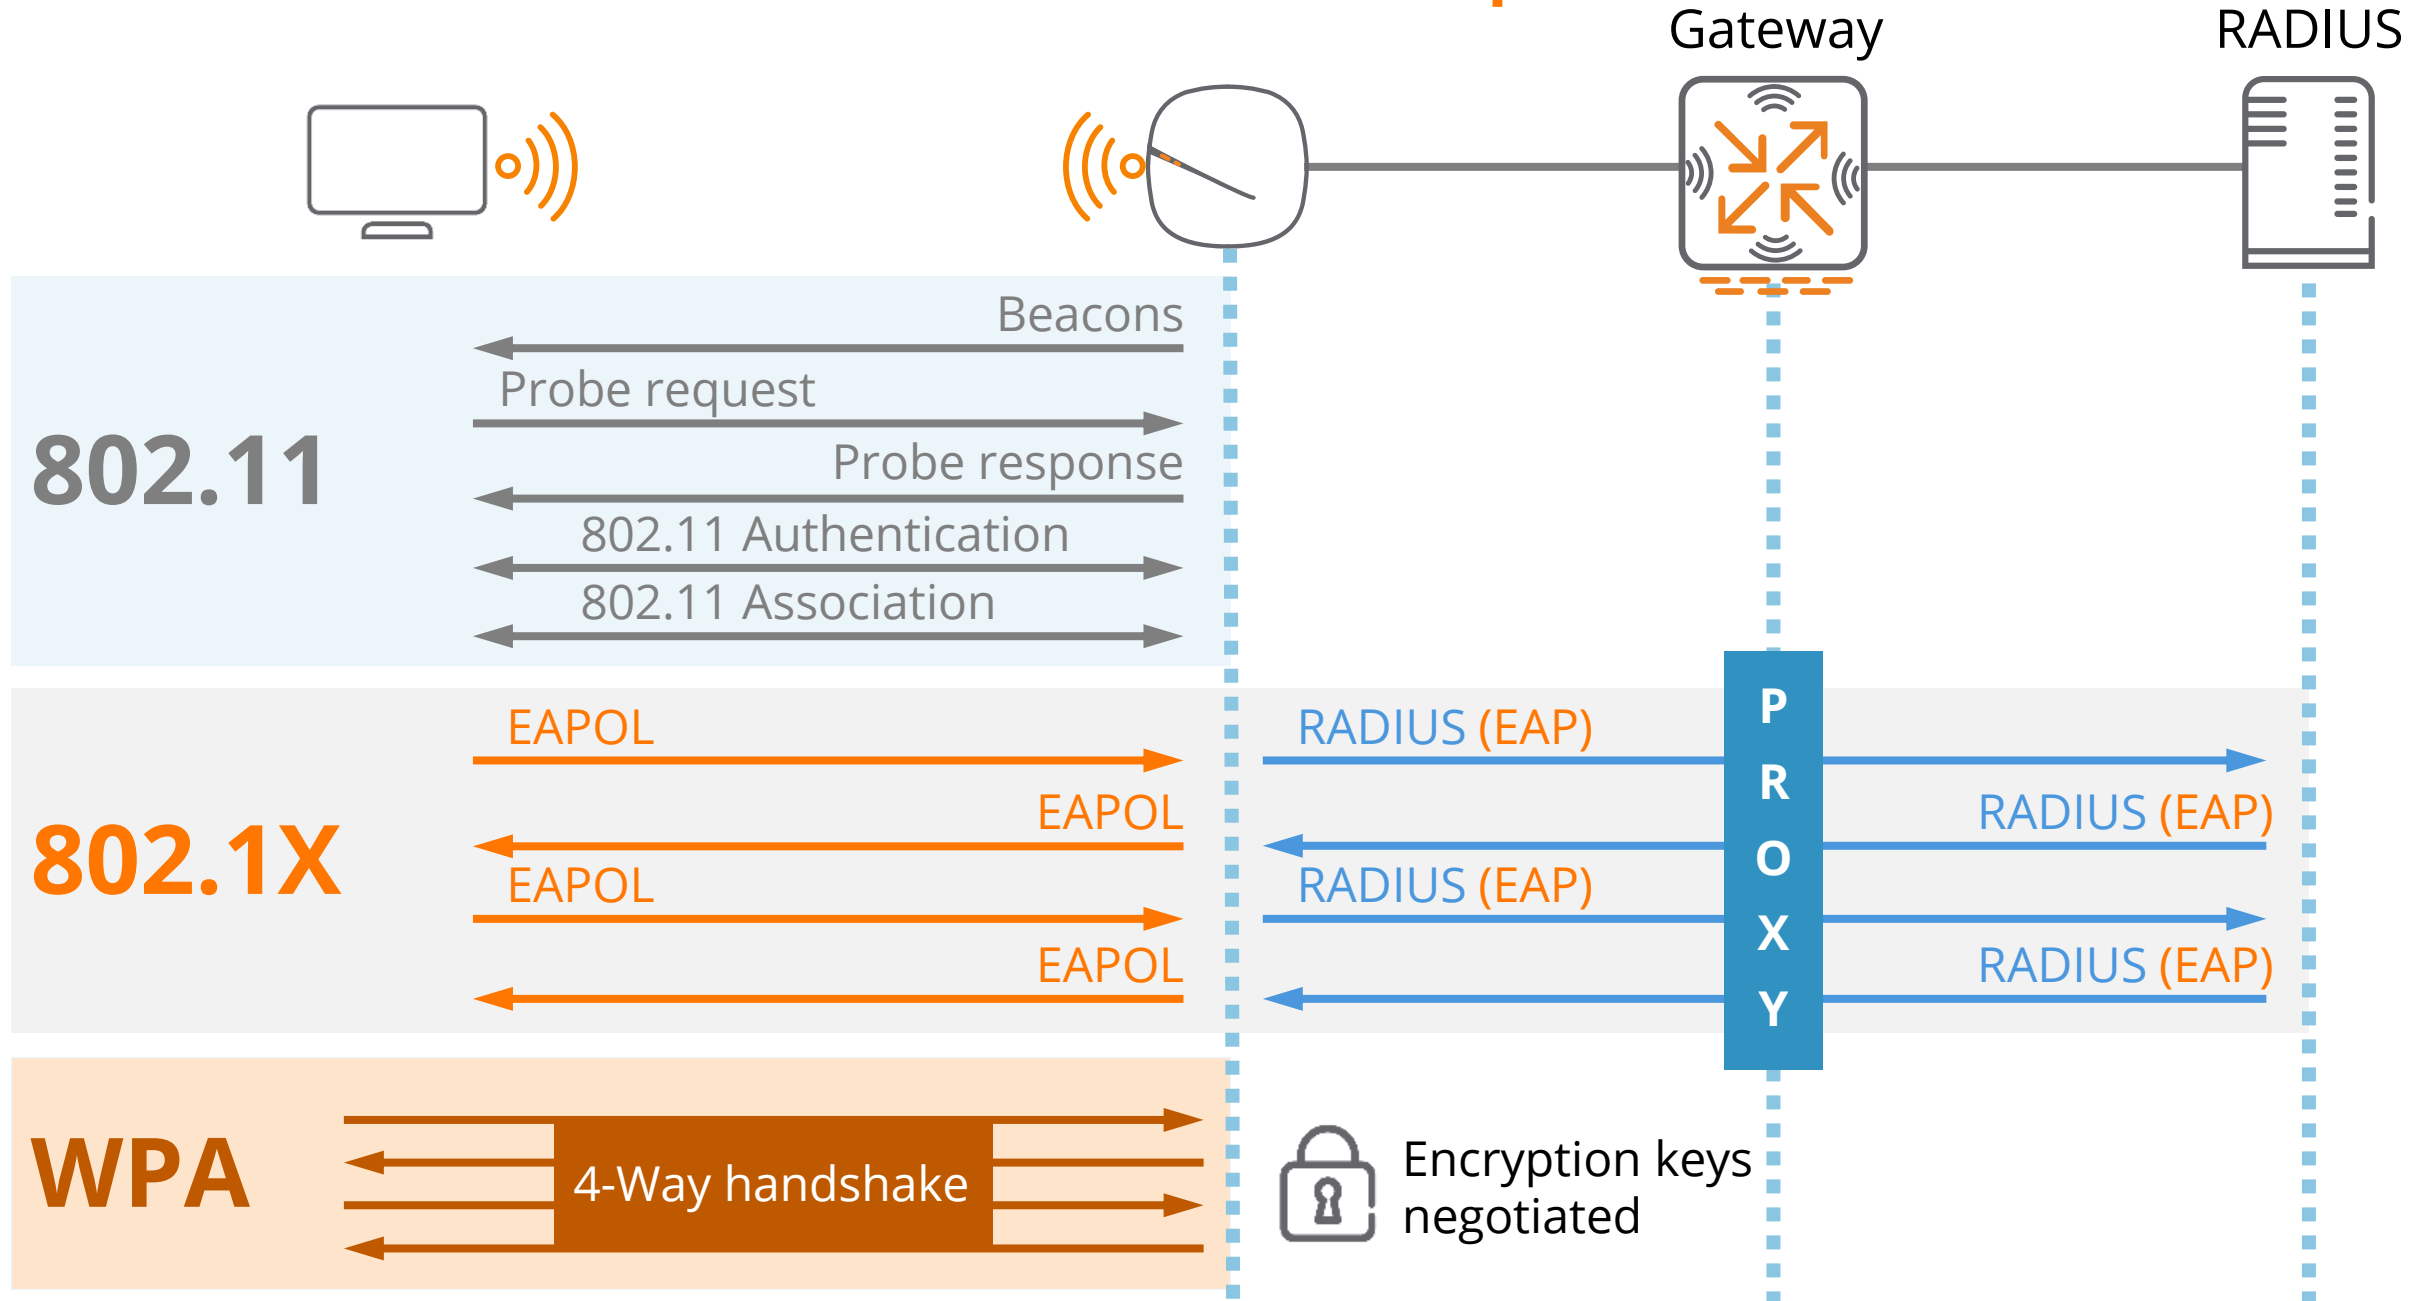 Gateway
RADIUS
Beacons
Probe request
802.11
Probe response
802.11 Authentication
802.11 Association
EAPOL
RADIUS (EAP)
EAPOL
RADIUS (EAP)
802.1X
EAPOL
RADIUS (EAP)
EAPOL
RADIUS (EAP)
P
R
O
X
Y
WPA
4-Way handshake
Encryption keys
negotiated